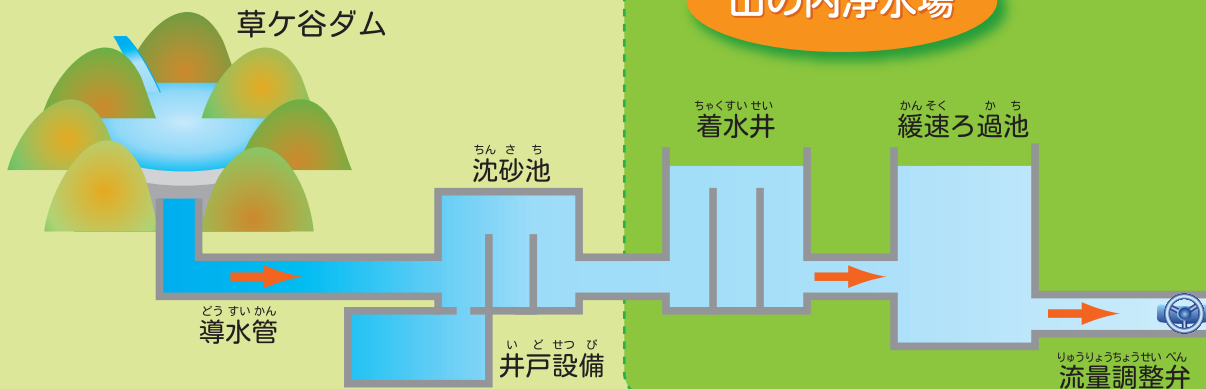 草ケ谷ダム
山の内浄水場
ちゃくすいせい
着水井
かんそくろかち
緩速ろ過池
ちんさち
沈砂池
どうすいかん
導水管
いどせつび
井戸設備
りゅうりょうちょうせいべん
流量調整弁